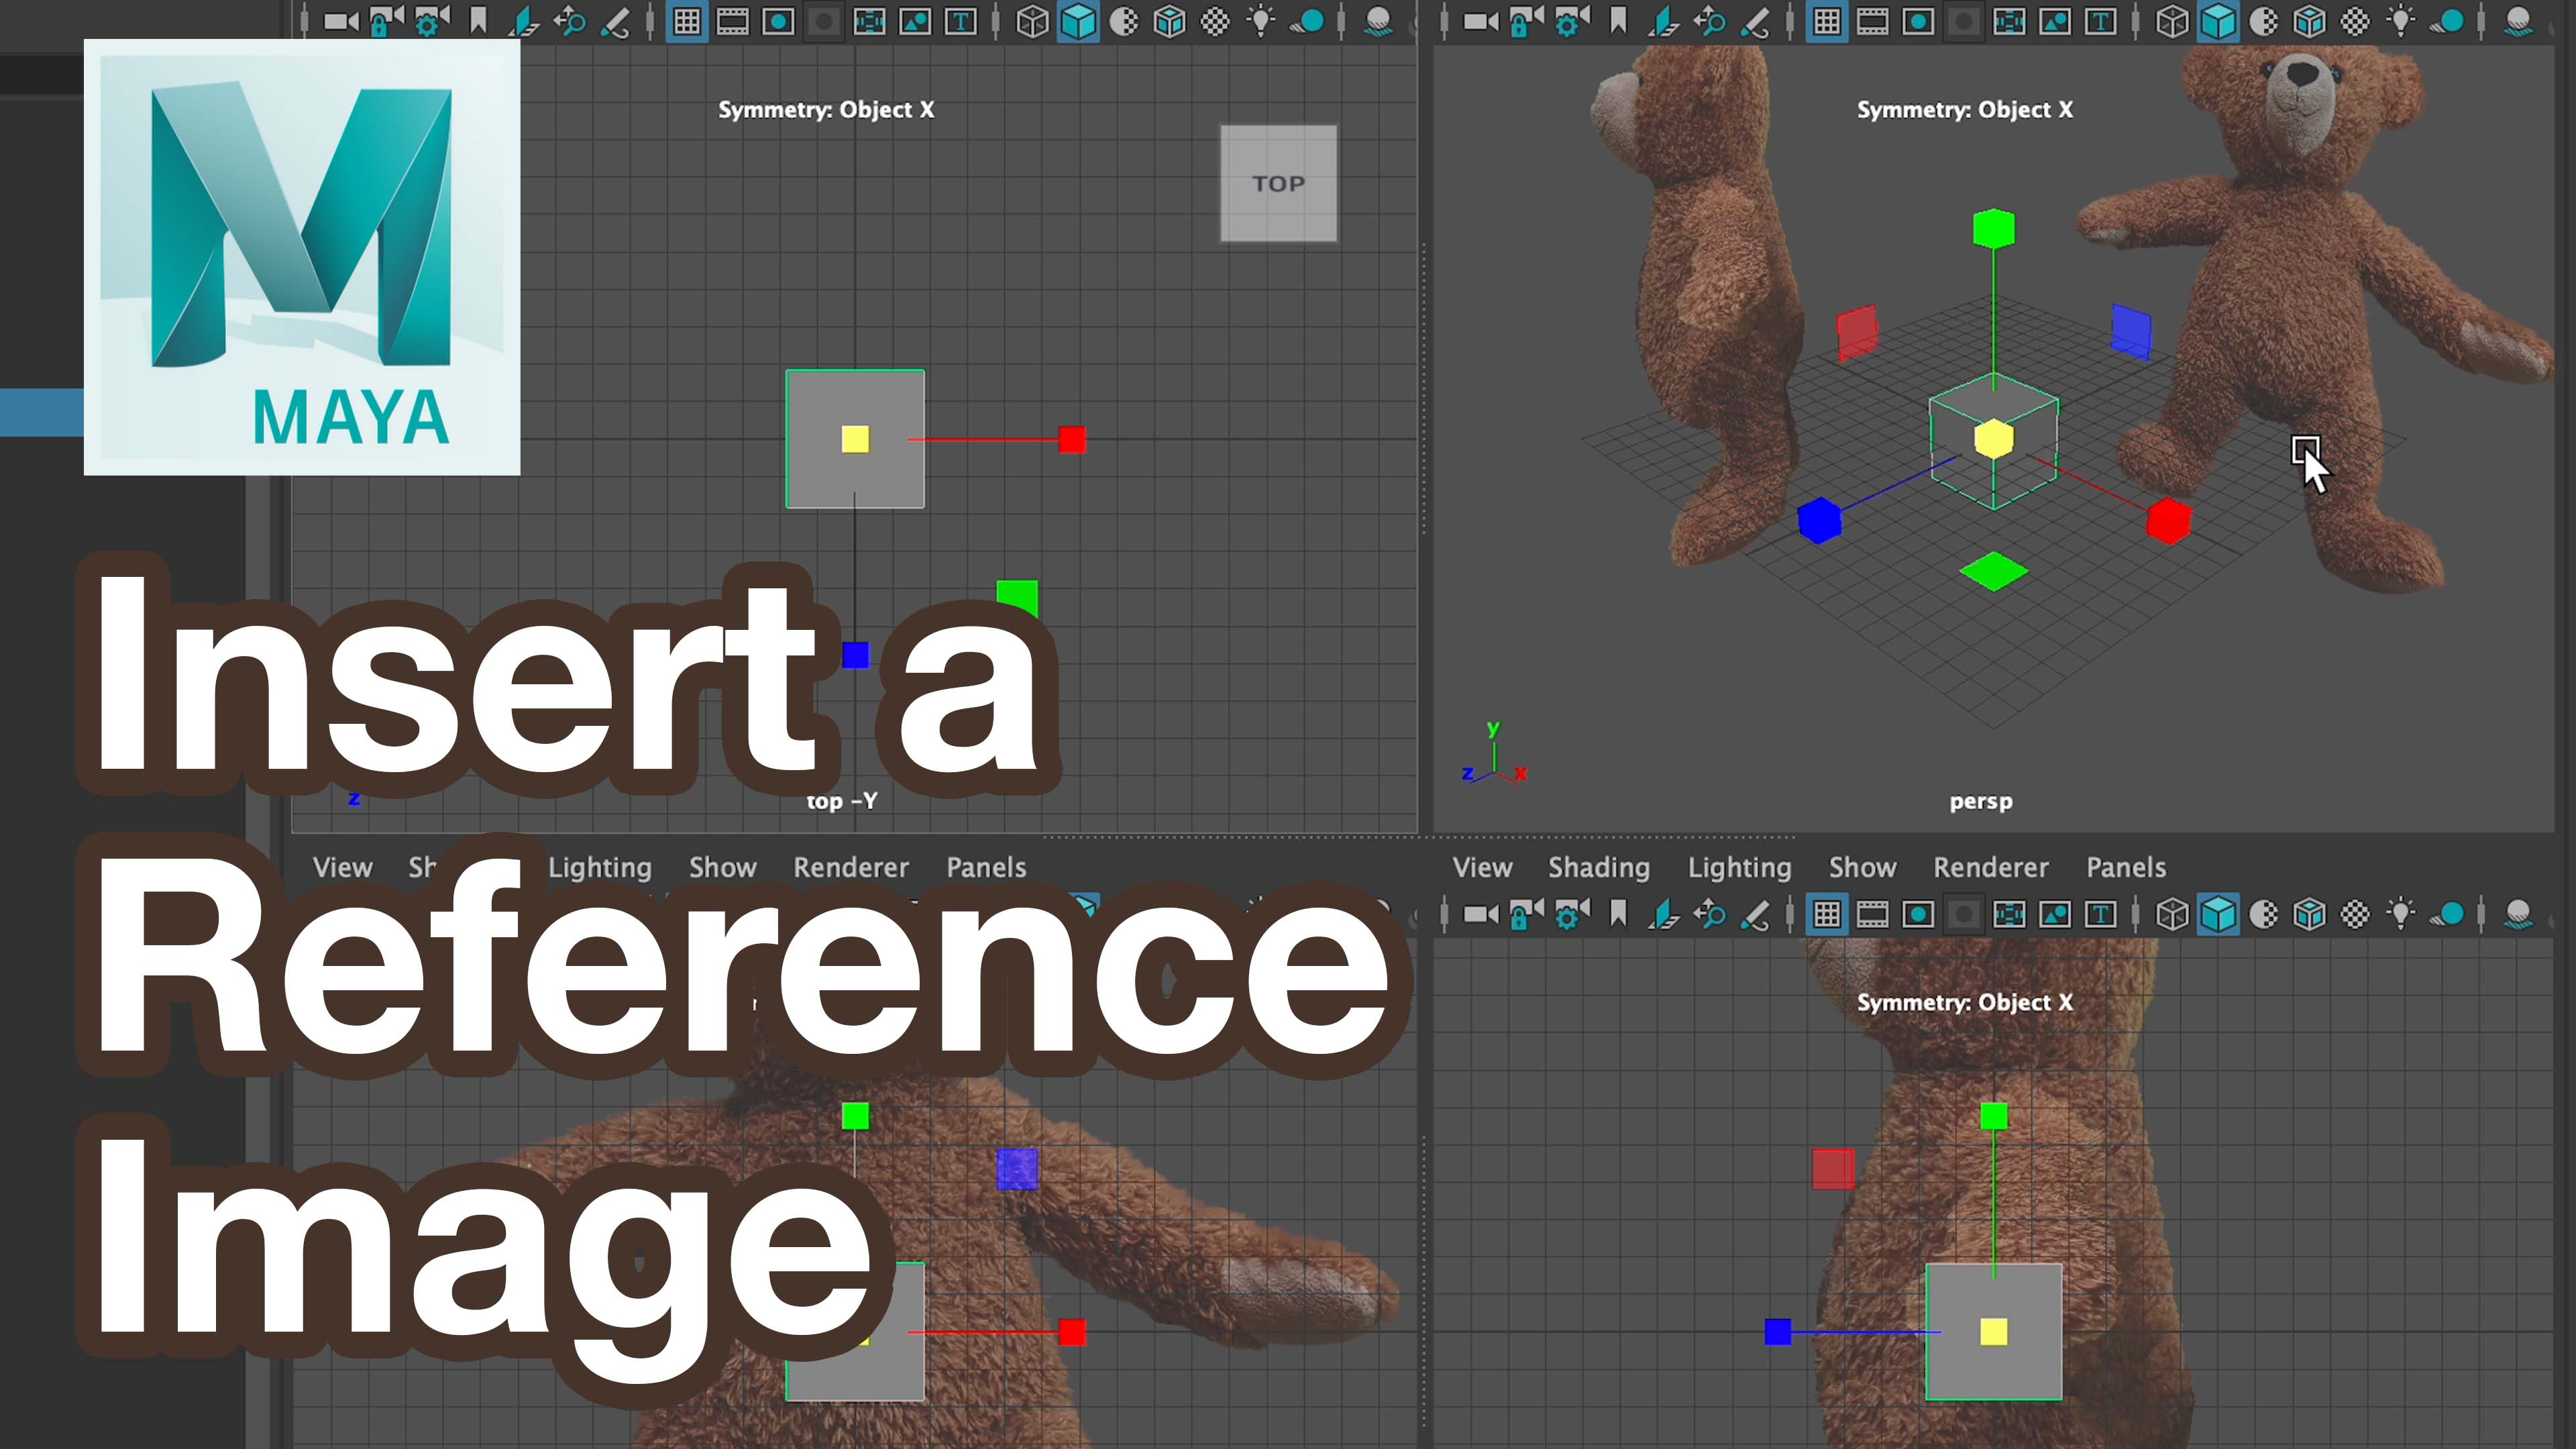 MAYA
Symmetry: Object X
TOP
Symmetry: Object X
Insert a
Reference
Image
z
top -Y
y
z x
persp
View Lighting Show Renderer Panels
View Shading Lighting Show Renderer Panels
Symmetry: Object X